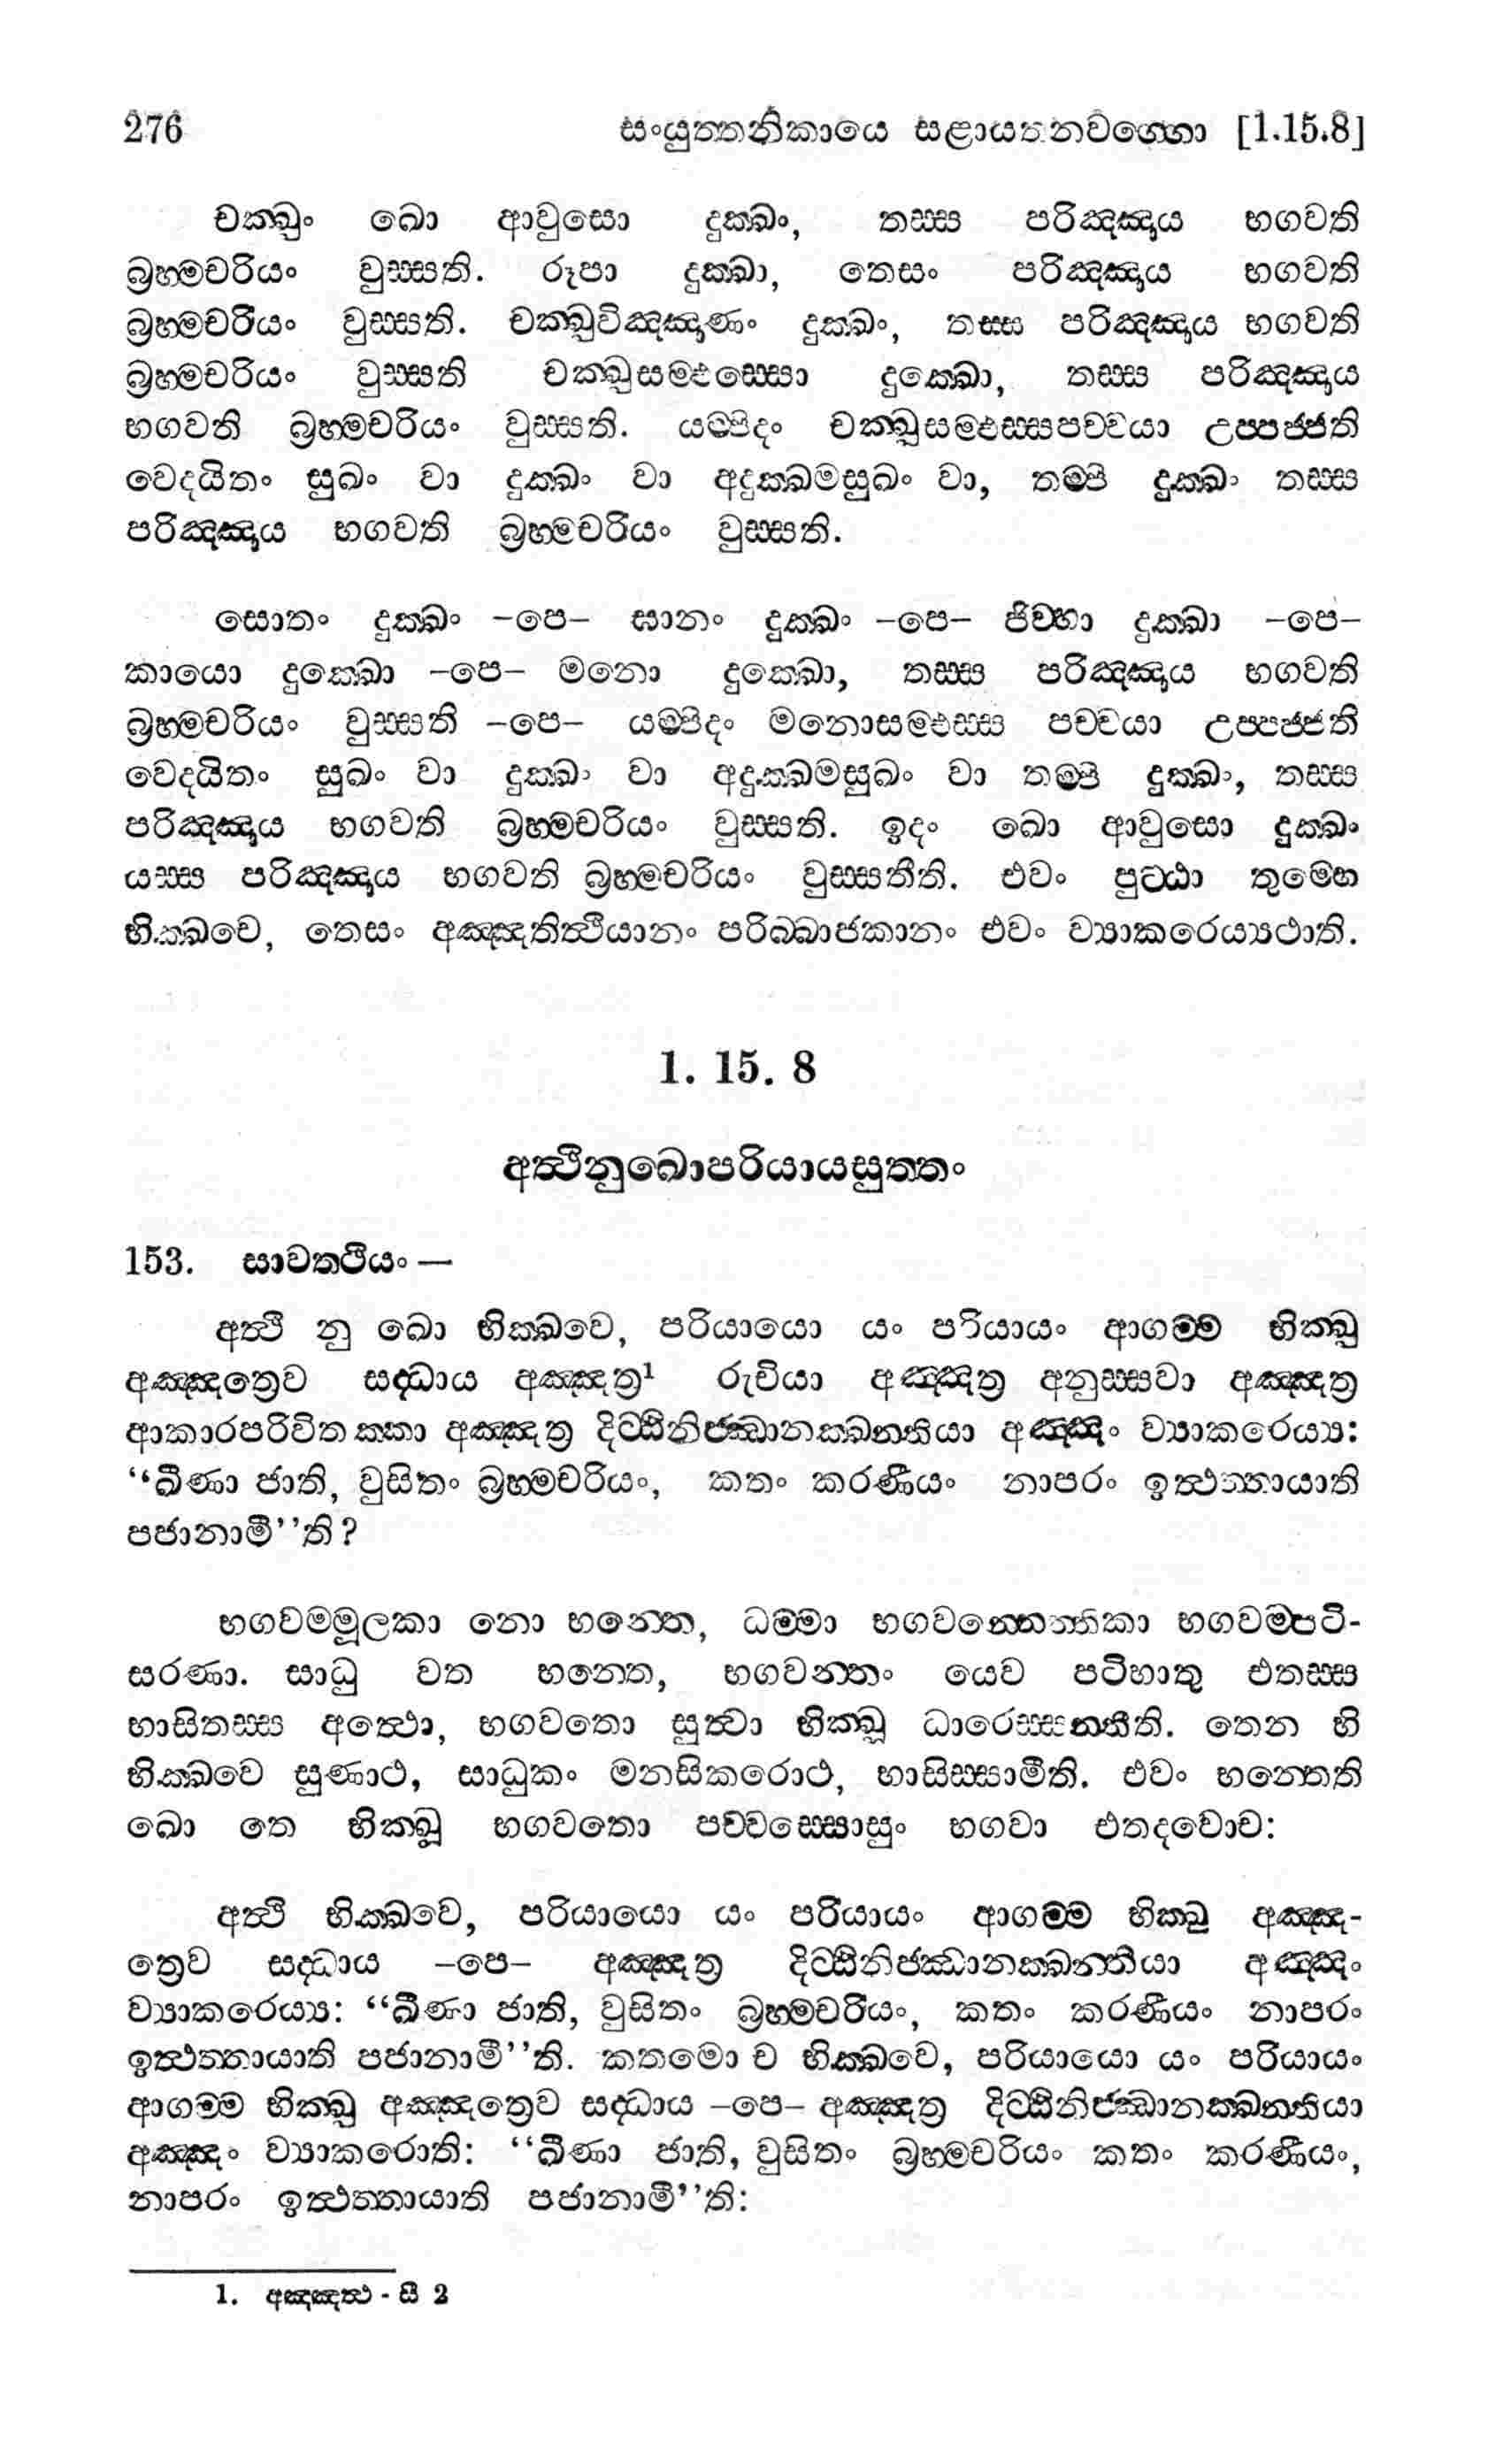 276 සංයුත්තනිකායෙ සළායතනවග්ගො [1.15.8]
චක්ඛුං ඛො ආවුසො දුක්ඛං, තස්ස පරිඤ්ඤාය භගවති
බ්‍රහ්මචරියං වුස්සති. රූපා දුක්ඛා, තෙසං පරිඤ්ඤාය භගවති
බ්‍රහ්මචරියං වුස්සති. චක්ඛුවිඤ්ඤාණං දුක්ඛං, තස්ස පරිඤ්ඤාය භගවති
බ්‍රහ්මචරියං වුස්සති චක්ඛුසම්ඵස්සො දුක්ඛො, තස්ස පරිඤ්ඤාය
භගවති බ්‍රහ්මචරියං වුස්සති. යම්පිදං චක්ඛුසම්ඵස්සපච්චයා උප්පජ්ජති
වෙදයිතං සුඛං වා දුක්ඛං වා අදුක්ඛමසුඛං වා, තම්පි දුක්ඛං තස්ස
පරිඤ්ඤාය භගවති බ්‍රහ්මචරියං වුස්සති.
සොතං දුක්ඛං –පෙ– ඝානං දුක්ඛං –පෙ– ජිව්හා දුක්ඛා –පෙ–
කායො දුක්ඛො –පෙ– මනො දුක්ඛො, තස්ස පරිඤ්ඤාය භගවති
බ්‍රහ්මචරියං වුස්සති –පෙ– යම්පිදං මනොසම්ඵස්ස පච්චයා උප්පජ්ජති
වෙදයිතං සුඛං වා දුක්ඛං වා අදුක්ඛමසුඛං වා තම්පි දුක්ඛං, තස්ස
පරිඤ්ඤාය භගවති බ්‍රහ්මචරියං වුස්සති. ඉදං ඛො ආවුසො දුක්ඛං
යස්ස පරිඤ්ඤාය භගවති බ්‍රහ්මචරියං වුස්සතීති. එවං පුට්ඨා තුම්හෙ
භික්ඛවෙ, තෙසං අඤ්ඤතිත්ථියානං පරිබ්බාජකානං එවං ව්‍යාකරෙය්‍යාථාති.
1. 15. 8
අත්ථිනුඛොපරියායසුත්තං
153. සාවත්ථියං —
අත්ථි නු ඛො භික්ඛවෙ, පරියායො යං පරියායං ආගම්ම භික්ඛු
අඤ්ඤත්‍රෙව සද්ධාය අඤ්ඤත්‍ර¹ රුචියා අඤ්ඤත්‍ර අනුස්සවා අඤ්ඤත්‍ර
ආකාරපරිවිතක්කා අඤ්ඤත්‍ර දිට්ඨිනිජ්ඣානක්ඛන්තියා අඤ්ඤං ව්‍යාකරෙය්‍ය:
‘‘ඛීණා ජාති, වුසිතං බ්‍රහ්මචරියං, කතං කරණීයං නාපරං ඉත්ථත්තායාති
පජානාමී’’ති?
භගවම්මූලකා නො භන්තෙ, ධම්මා භගවන්නෙත්තිකා භගවම්පටි-
සරණා. සාධු වත භන්තෙ, භගවන්තං යෙව පටිහාතු එතස්ස
භාසිතස්ස අත්ථො, භගවතො සුත්වා භික්ඛූ ධාරෙස්සන්තීති. තෙන හි
භික්ඛවෙ සුණාථ, සාධුකං මනසිකරොථ, භාසිස්සාමීති. එවං භන්තෙති
ඛො තෙ භික්ඛූ භගවතො පච්චස්සොසුං භගවා එතදවොච:
අත්ථි භික්ඛවෙ, පරියායො යං පරියායං ආගම්ම භික්ඛු අඤ්ඤ-
ත්‍රෙව සද්ධාය –පෙ– අඤ්ඤත්‍ර දිට්ඨිනිජ්ඣානක්ඛන්තියා අඤ්ඤං
ව්‍යාකරෙය්‍ය: ‘‘ඛීණා ජාති, වුසිතං බ්‍රහ්මචරියං, කතං කරණීයං නාපරං
ඉත්ථත්තායාති පජානාමී’’ති. කතමො ච භික්ඛවෙ, පරියායො යං පරියායං
ආගම්ම භික්ඛු අඤ්ඤත්‍රෙව සද්ධාය –පෙ– අඤ්ඤත්‍ර දිට්ඨිනිජ්ඣානක්ඛන්තියා
අඤ්ඤං ව්‍යාකරොති: ‘‘ඛීණා ජාති, වුසිතං බ්‍රහ්මචරියං කතං කරණීයං,
නාපරං ඉත්ථත්තායාති පජානාමී’’ති:
1. අඤ්ඤත්ථ - සී 2